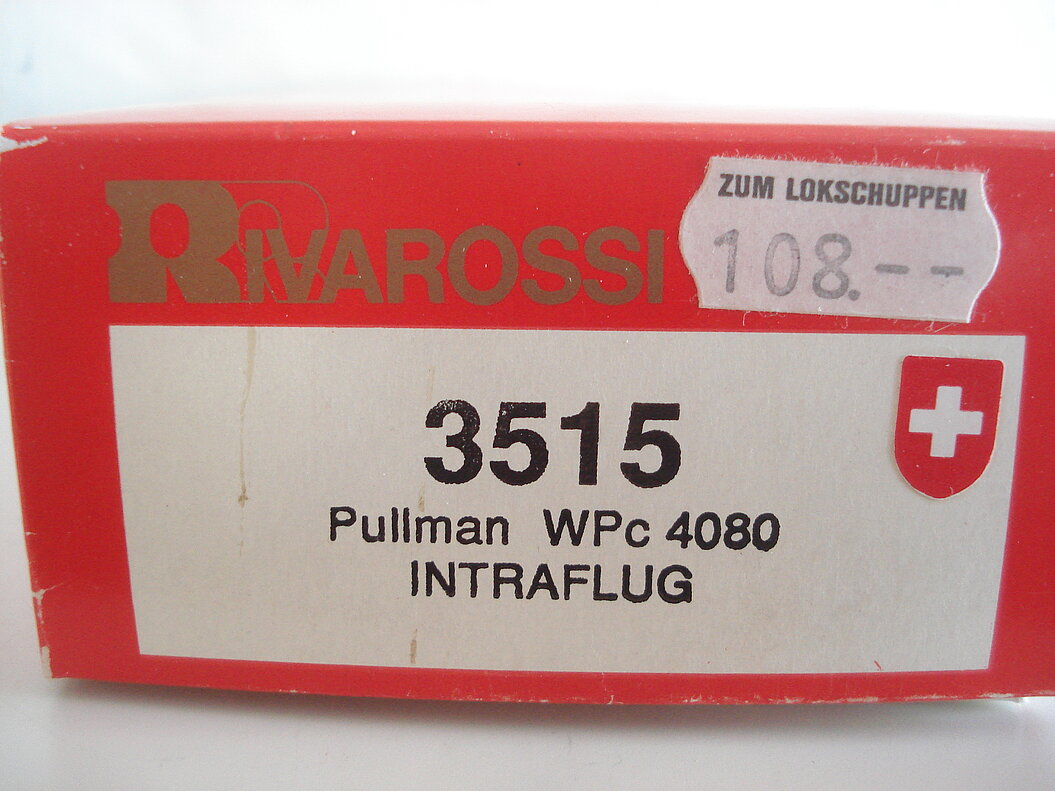 RIVAROSSI
ZUM LOKSCHUPPEN
108.--
3515
Pullman WPc 4080
INTRAFLUG